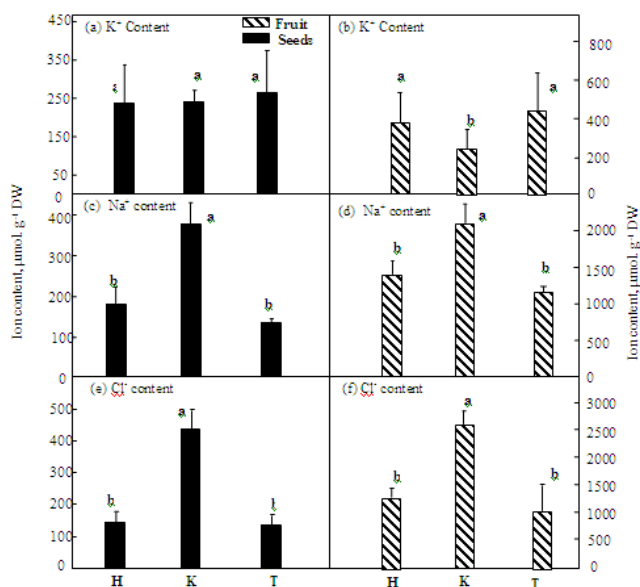 (a) K⁺ Content
Fruit
Seeds
(b) K⁺ Content
450
350
250
150
50
0
a
a
a
a
b
a
800
600
400
200
0
(c) Na⁺ content
(d) Na⁺ content
400
300
200
100
0
b
a
b
b
a
b
2000
1500
1000
500
0
(e) Cl⁻ content
(f) Cl⁻ content
500
400
300
200
100
0
b
a
b
a
b
3000
2500
2000
1500
1000
500
0
H
K
T
H
K
T
Ion content, µmol. g⁻¹ DW
Ion content, µmol. g⁻¹ DW